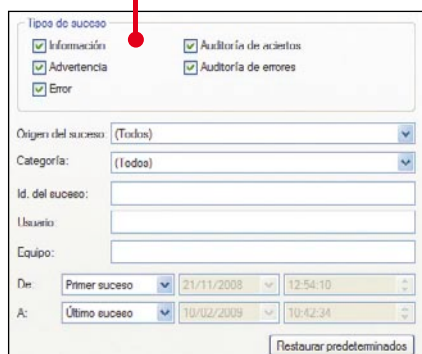 Tipos de suceso
Información Auditoría de aciertos
Advertencia Auditoría de errores
Error
Origen del suceso: (Todos)
Categoría: (Todos)
Id. del suceso:
Usuario:
Equipo:
De: Primer suceso 21/11/2008 12:54:10
A: Último suceso 10/02/2009 10:42:34
Restaurar predeterminados